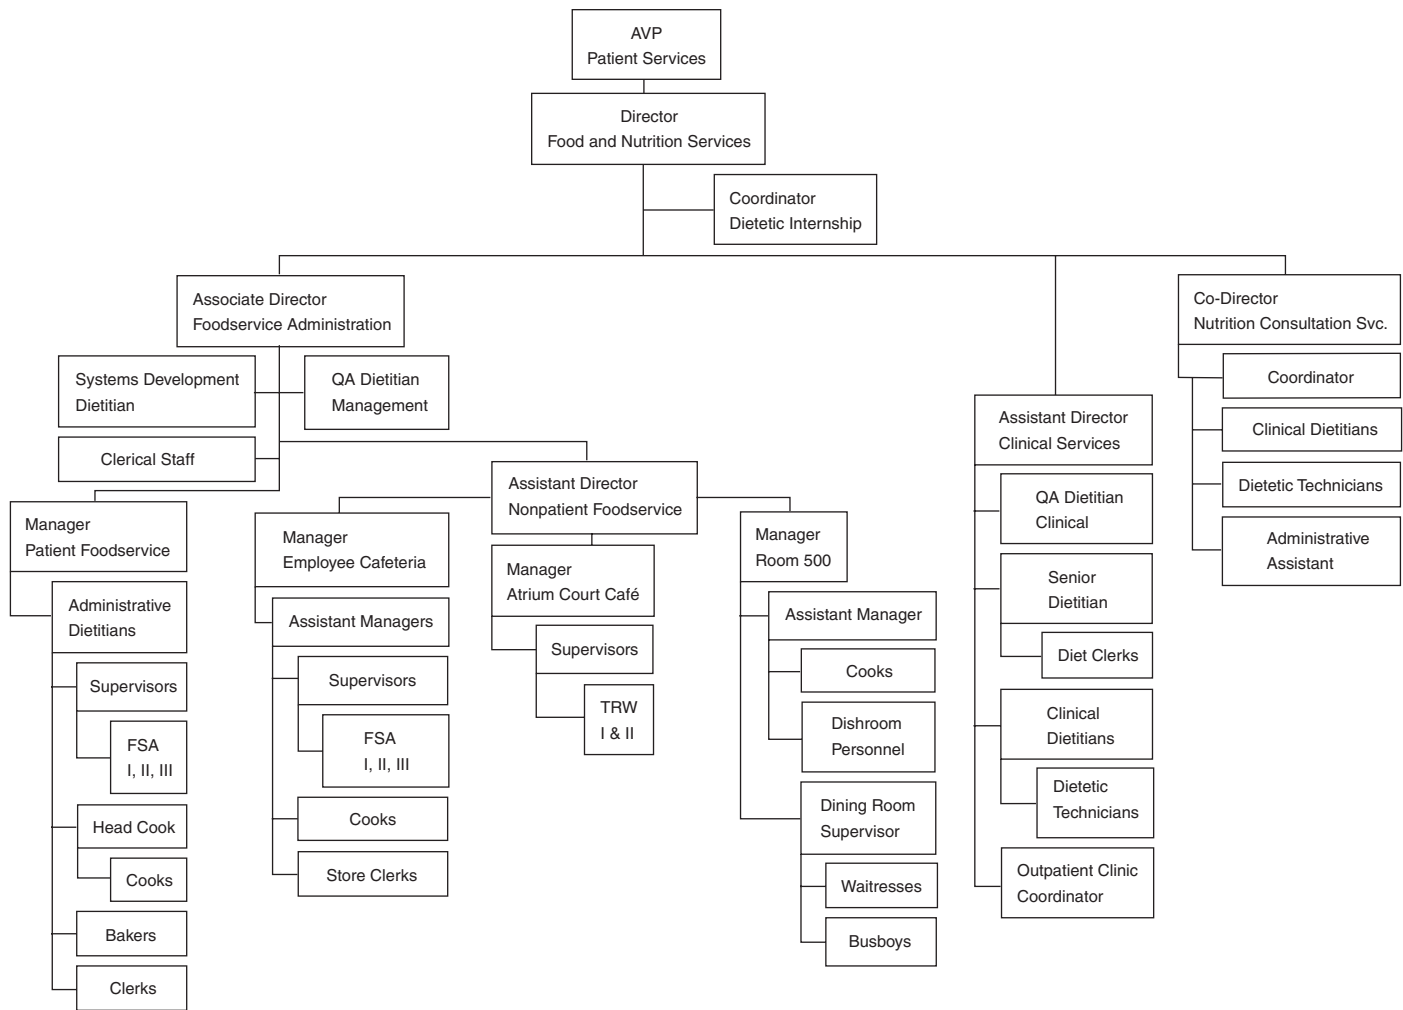 AVP
Patient Services
Director
Food and Nutrition Services
Coordinator
Dietetic Internship
Associate Director
Foodservice Administration
Systems Development
Dietitian
QA Dietitian
Management
Clerical Staff
Manager
Patient Foodservice
Administrative
Dietitians
Supervisors
FSA
I, II, III
Head Cook
Cooks
Bakers
Clerks
Assistant Director
Nonpatient Foodservice
Manager
Employee Cafeteria
Assistant Managers
Supervisors
FSA
I, II, III
Cooks
Store Clerks
Manager
Atrium Court Café
Supervisors
TRW
I & II
Manager
Room 500
Assistant Manager
Cooks
Dishroom
Personnel
Dining Room
Supervisor
Waitresses
Busboys
Assistant Director
Clinical Services
QA Dietitian
Clinical
Senior
Dietitian
Diet Clerks
Clinical
Dietitians
Dietetic
Technicians
Outpatient Clinic
Coordinator
Co-Director
Nutrition Consultation Svc.
Coordinator
Clinical Dietitians
Dietetic Technicians
Administrative
Assistant